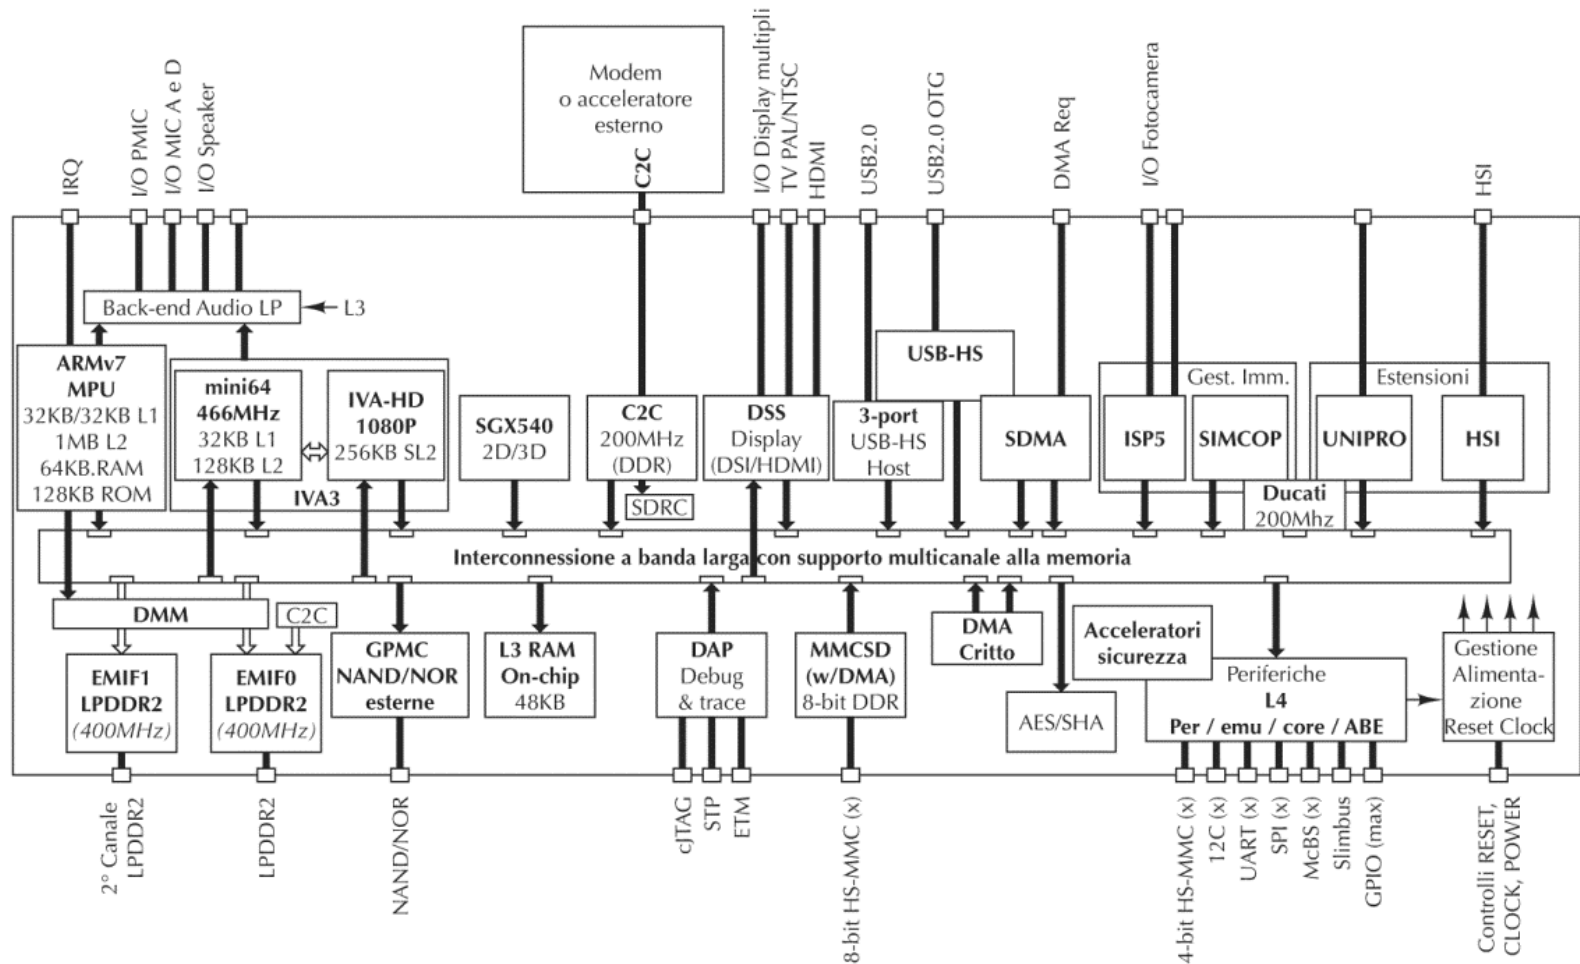 Modem
o acceleratore
esterno
C2C
IRQ
I/O PMIC
I/O MIC A e D
I/O Speaker
I/O Display multipli
TV PAL/NTSC
HDMI
USB2.0
USB2.0 OTG
DMA Req
I/O Fotocamera
HSI
Back-end Audio LP
L3
ARMv7
MPU
32KB/32KB L1
1MB L2
64KB.RAM
128KB ROM
mini64
466MHz
32KB L1
128KB L2
IVA-HD
1080P
256KB SL2
IVA3
SGX540
2D/3D
C2C
200MHz
(DDR)
SDRC
DSS
Display
(DSI/HDMI)
USB-HS
3-port
USB-HS
Host
SDMA
Gest. Imm.
ISP5
SIMCOP
Estensioni
UNIPRO
HSI
Ducati
200Mhz
Interconnessione a banda larga con supporto multicanale alla memoria
DMM
C2C
EMIF1
LPDDR2
(400MHz)
EMIF0
LPDDR2
(400MHz)
GPMC
NAND/NOR
esterne
L3 RAM
On-chip
48KB
DAP
Debug
& trace
MMCSD
(w/DMA)
8-bit DDR
DMA
Critto
AES/SHA
Acceleratori
sicurezza
Periferiche
L4
Per / emu / core / ABE
Gestione
Alimenta-
zione
Reset Clock
2° Canale
LPDDR2
LPDDR2
NAND/NOR
cJTAG
STP
ETM
8-bit HS-MMC (x)
4-bit HS-MMC (x)
12C (x)
UART (x)
SPI (x)
McBS (x)
Slimbus
GPIO (max)
Controlli RESET,
CLOCK, POWER